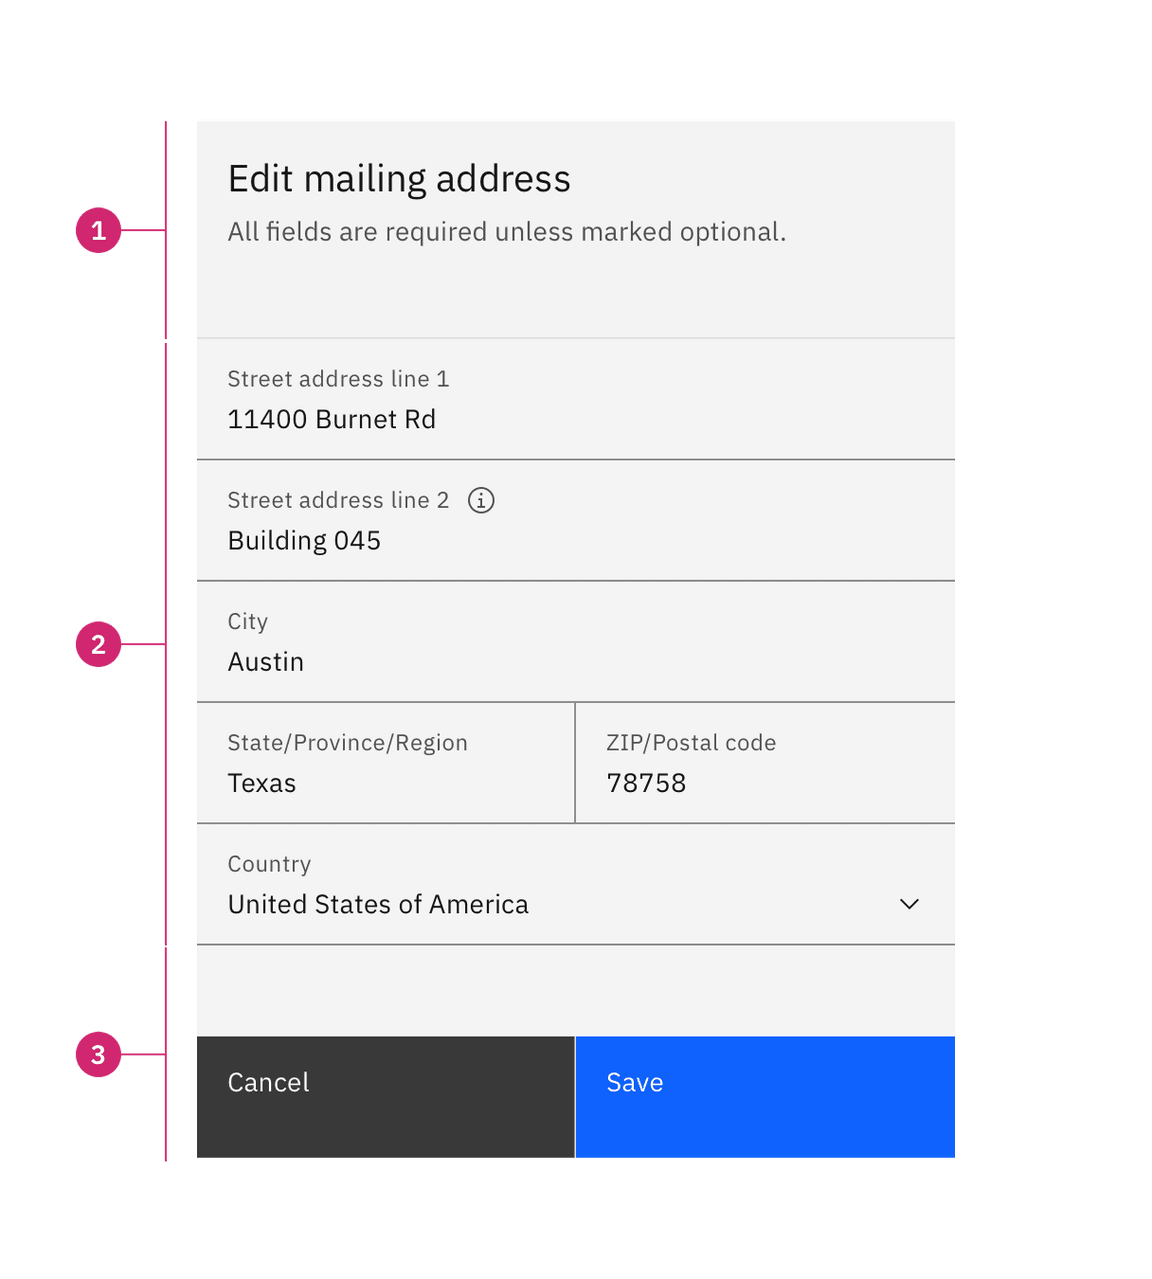 1
Edit mailing address
All fields are required unless marked optional.
2
Street address line 1
11400 Burnet Rd
Street address line 2
Building 045
City
Austin
State/Province/Region
Texas
ZIP/Postal code
78758
Country
United States of America
3
Cancel
Save